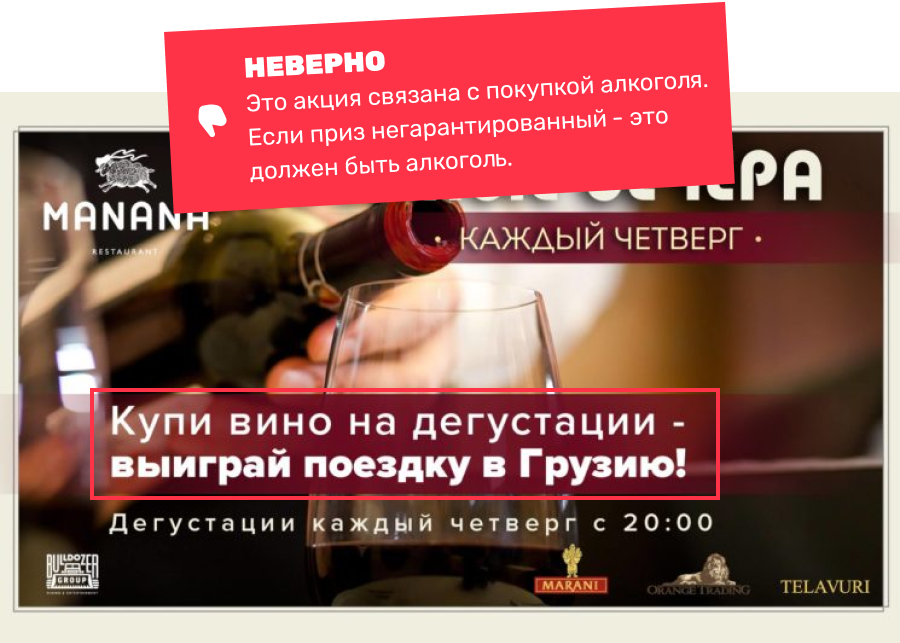 НЕВЕРНО
Это акция связана с покупкой алкоголя.
Если приз негарантированный - это
должен быть алкоголь.
MANANA
RESTAURANT
• КАЖДЫЙ ЧЕТВЕРГ •
Купи вино на дегустации -
выиграй поездку в Грузию!
Дегустации каждый четверг с 20:00
BULLDOZER
GROUP
MARANI
ORANGE TRADING
TELAVURI